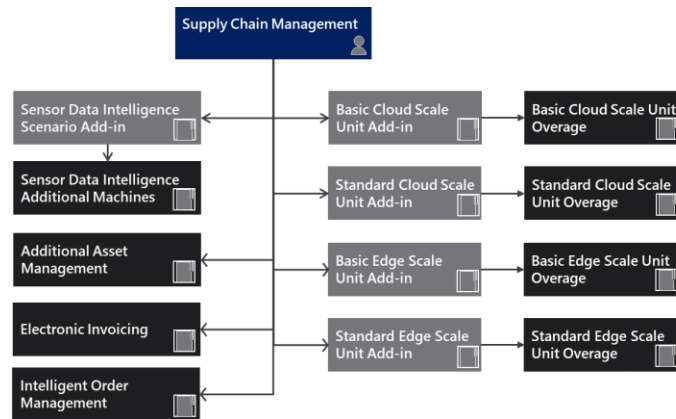 Supply Chain Management
Sensor Data Intelligence
Scenario Add-in
Basic Cloud Scale
Unit Add-in
Basic Cloud Scale Unit
Overage
Sensor Data Intelligence
Additional Machines
Standard Cloud Scale
Unit Add-in
Standard Cloud Scale
Unit Overage
Additional Asset
Management
Basic Edge Scale
Unit Add-in
Basic Edge Scale Unit
Overage
Electronic Invoicing
Standard Edge Scale
Unit Add-in
Standard Edge Scale
Unit Overage
Intelligent Order
Management